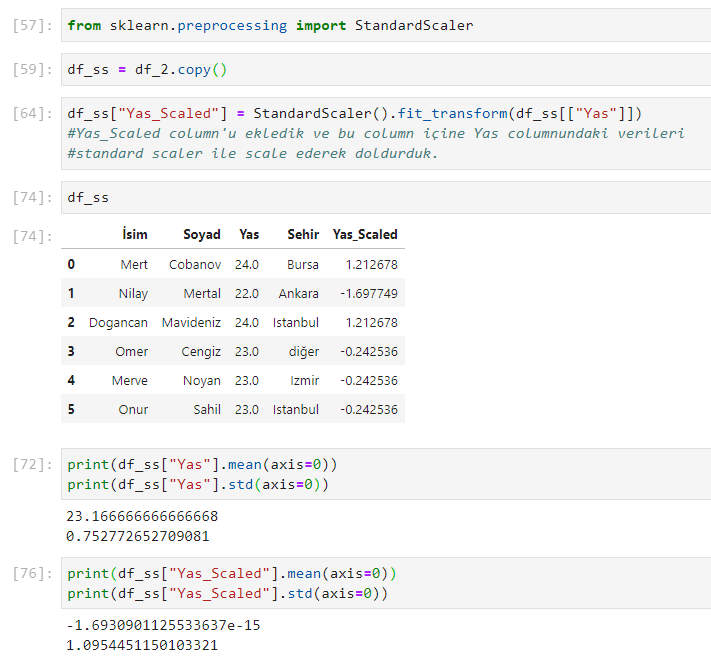 [57]: from sklearn.preprocessing import StandardScaler
[59]: df_ss = df_2.copy()
[64]: df_ss["Yas_Scaled"] = StandardScaler().fit_transform(df_ss[["Yas"]])
#Yas_Scaled column'u ekledik ve bu column içine Yas columnundaki verileri
#standard scaler ile scale ederek doldurduk.
[74]: df_ss
[74]: İsim Soyad Yas Sehir Yas_Scaled
0 Mert Cobanov 24.0 Bursa 1.212678
1 Nilay Mertal 22.0 Ankara -1.697749
2 Dogancan Mavideniz 24.0 Istanbul 1.212678
3 Omer Cengiz 23.0 diğer -0.242536
4 Merve Noyan 23.0 Izmir -0.242536
5 Onur Sahil 23.0 Istanbul -0.242536
[72]: print(df_ss["Yas"].mean(axis=0))
print(df_ss["Yas"].std(axis=0))
23.166666666666668
0.752772652709081
[76]: print(df_ss["Yas_Scaled"].mean(axis=0))
print(df_ss["Yas_Scaled"].std(axis=0))
-1.6930901125533637e-15
1.0954451150103321